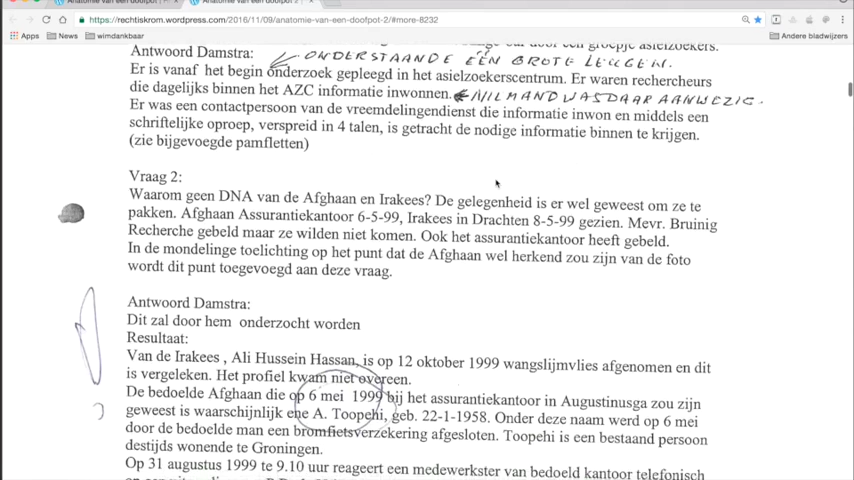 Anatomie van een doofpot 2
https://rechtiskrom.wordpress.com/2016/11/09/anatomie-van-een-doofpot-2/#more-8232
Apps News wimdankbaar Andere bladwijzers
een groepje asielzoekers.
Antwoord Damstra: ONDERSTAANDE EÉN GROTE LEUGEN.
Er is vanaf het begin onderzoek gepleegd in het asielzoekerscentrum. Er waren rechercheurs
die dagelijks binnen het AZC informatie inwonnen. NIEMAND WAS DAAR AANWEZIG.
Er was een contactpersoon van de vreemdelingendienst die informatie inwon en middels een
schriftelijke oproep, verspreid in 4 talen, is getracht de nodige informatie binnen te krijgen.
(zie bijgevoegde pamfletten)
Vraag 2:
Waarom geen DNA van de Afghaan en Irakees? De gelegenheid is er wel geweest om ze te
pakken. Afghaan Assurantiekantoor 6-5-99, Irakees in Drachten 8-5-99 gezien. Mevr. Bruinig
Recherche gebeld maar ze wilden niet komen. Ook het assurantiekantoor heeft gebeld.
In de mondelinge toelichting op het punt dat de Afghaan wel herkend zou zijn van de foto
wordt dit punt toegevoegd aan deze vraag.
Antwoord Damstra:
Dit zal door hem onderzocht worden
Resultaat:
Van de Irakees , Ali Hussein Hassan, is op 12 oktober 1999 wangslijmvlies afgenomen en dit
is vergeleken. Het profiel kwam niet overeen.
De bedoelde Afghaan die op 6 mei 1999 bij het assurantiekantoor in Augustinusga zou zijn
geweest is waarschijnlijk ene A. Toopehi, geb. 22-1-1958. Onder deze naam werd op 6 mei
door de bedoelde man een bromfietsverzekering afgesloten. Toopehi is een bestaand persoon
destijds wonende te Groningen.
Op 31 augustus 1999 te 9.10 uur reageert een medewerkster van bedoeld kantoor telefonisch